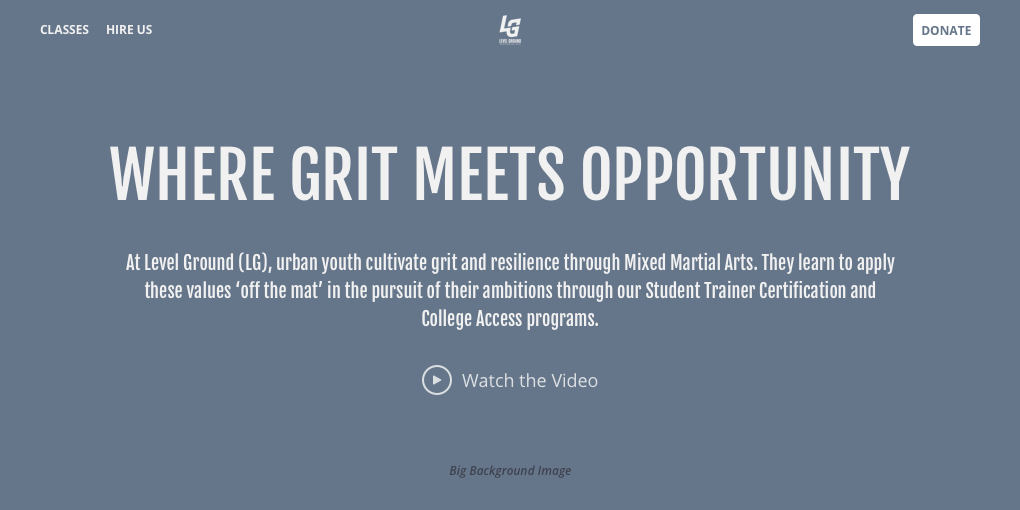 CLASSES HIRE US
LG
LEVEL GROUND
DONATE
WHERE GRIT MEETS OPPORTUNITY
At Level Ground (LG), urban youth cultivate grit and resilience through Mixed Martial Arts. They learn to apply
these values ‘off the mat’ in the pursuit of their ambitions through our Student Trainer Certification and
College Access programs.
Watch the Video
Big Background Image